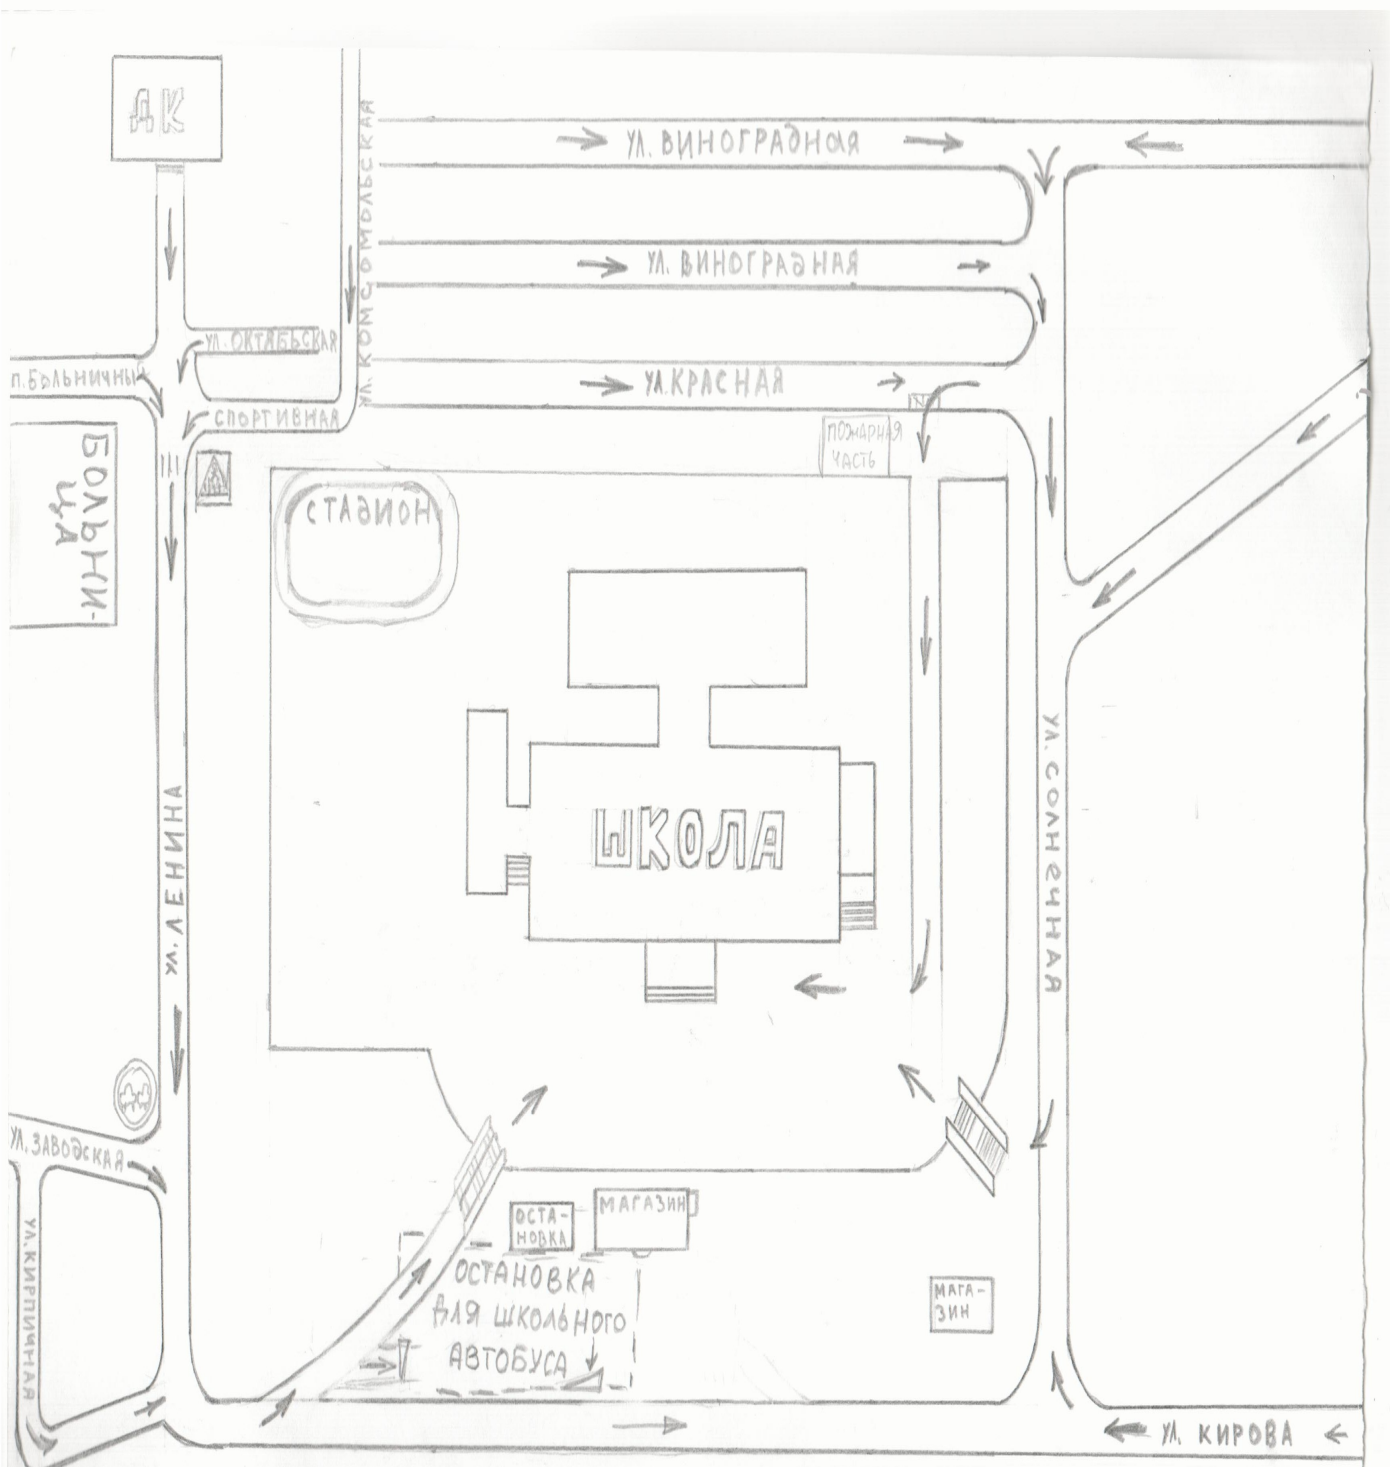 ДК
УЛ. КОМСОМОЛЬСКАЯ
УЛ. ВИНОГРАДНАЯ
УЛ. ВИНОГРАДНАЯ
УЛ. ОКТЯБЬСКАЯ
П. БОЛЬНИЧНЫ
УЛ. КРАСНАЯ
СПОРТИВНАЯ
ПОЖАРНАЯ
ЧАСТЬ
БОЛЬНИ-
ЦА
СТАДИОН
УЛ. СОЛНЕЧНАЯ
УЛ. ЛЕНИНА
ШКОЛА
УЛ. ЗАВОДСКАЯ
УЛ. КИРПИЧНАЯ
ОСТА-
НОВКА
МАГАЗИН
ОСТАНОВКА
ДЛЯ ШКОЛЬНОГО
АВТОБУСА
МАГА-
ЗИН
УЛ. КИРОВА